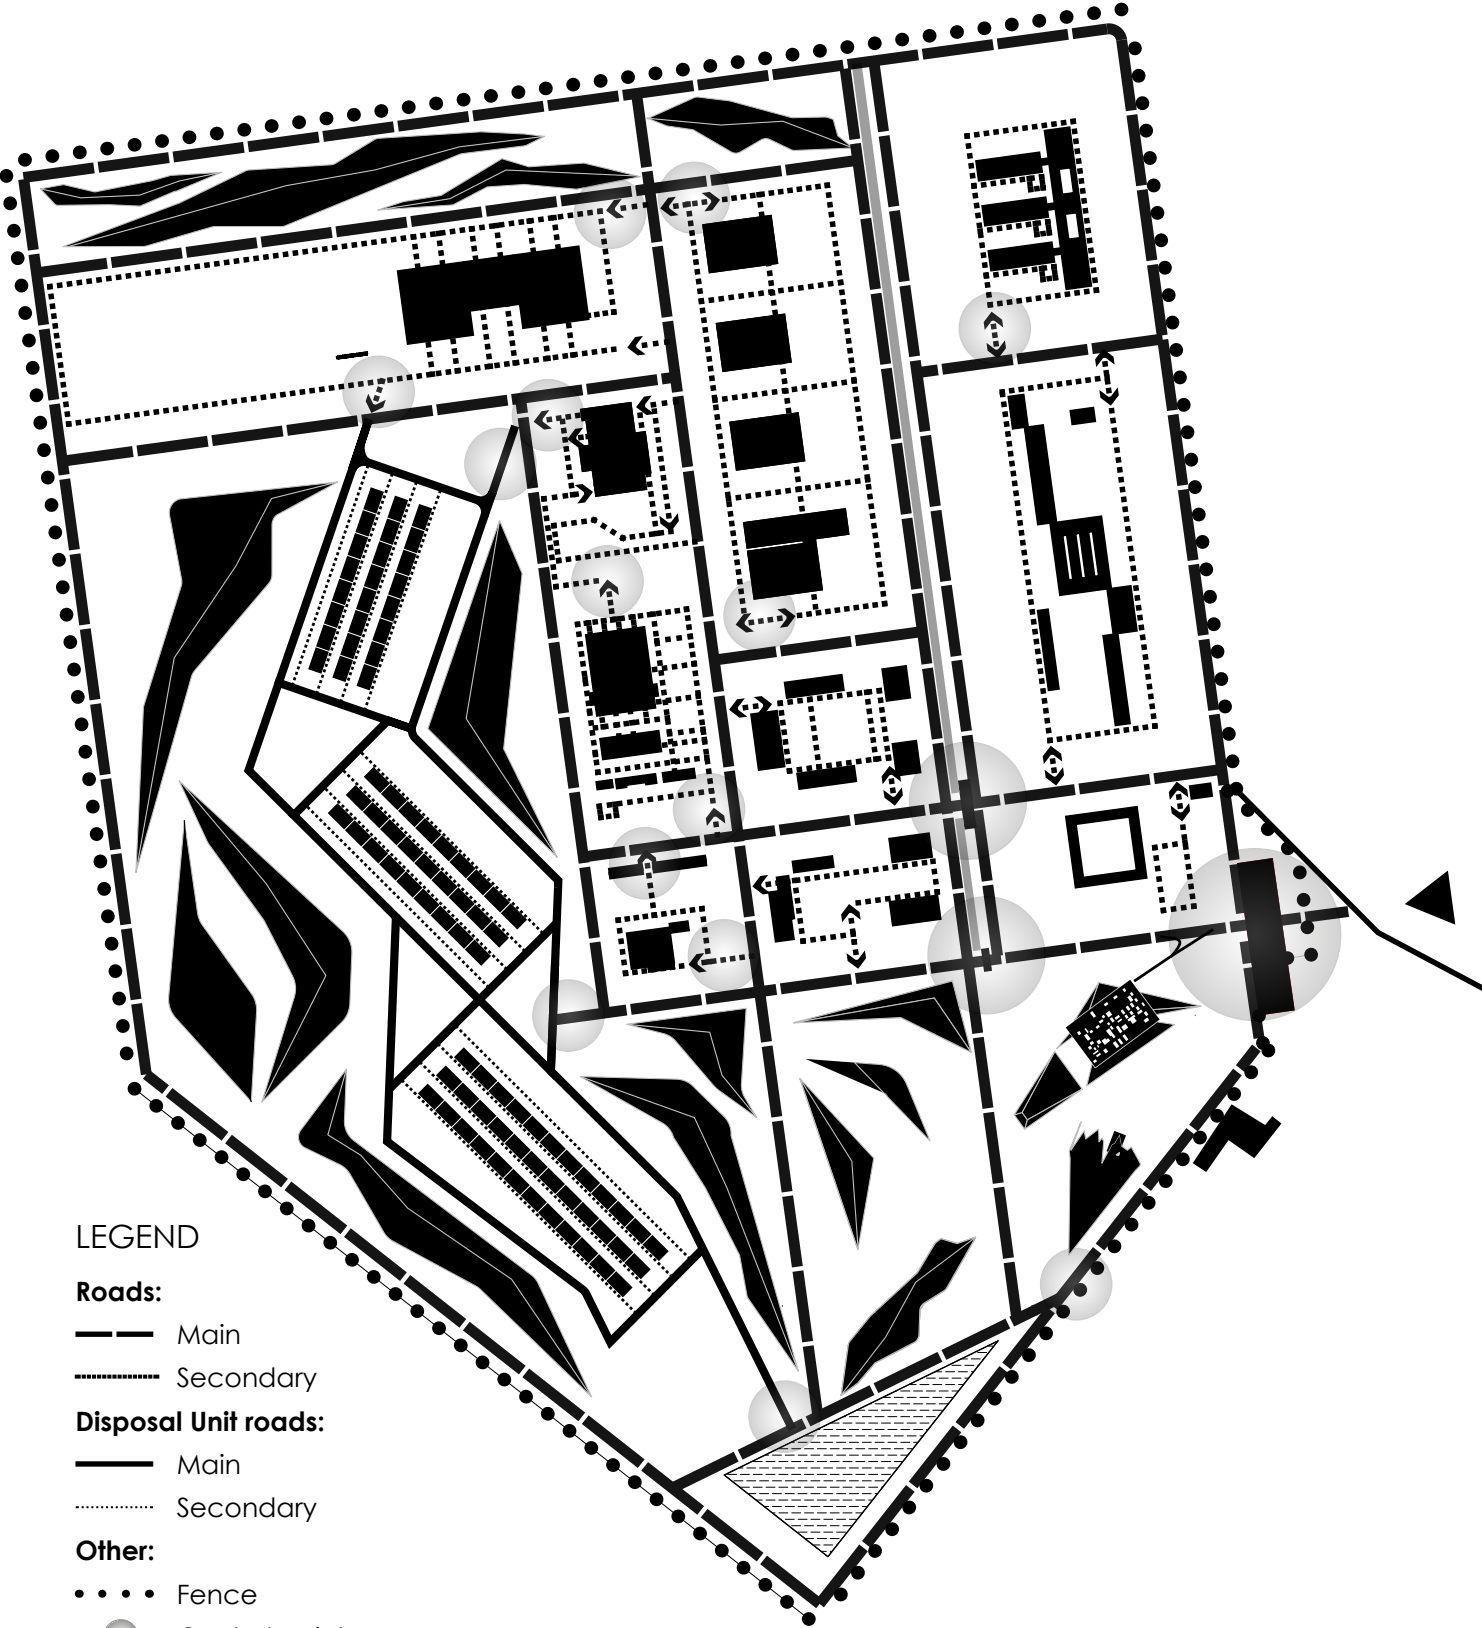 LEGEND
Roads:
Main
Secondary
Disposal Unit roads:
Main
Secondary
Other:
Fence